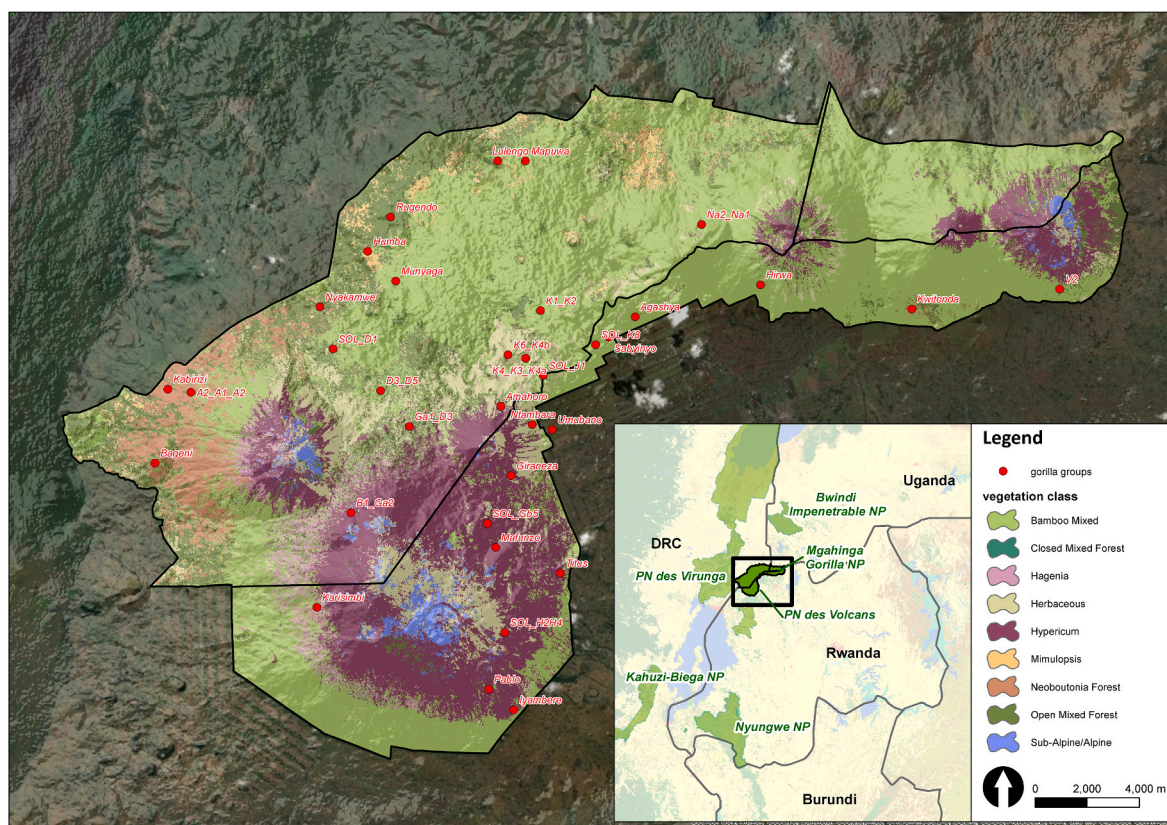 Lulengo Mapuwa
Rugendo
Na2_Na1
Humba
Munyaga
Hirwa
V2
Nyakamwe
K1_K2
Agashya
Kwitonda
SOL_D1
SOL_K8
Sabyinyo
K6_K4b
K4_K3_K4a
SOL_J1
Kabirizi
A2_A1_A2
D3_D5
Amahoro
Ga1_D3
Ntambara
Umubano
Bageni
Giraneza
B1_Ga2
SOL_Gb5
Mafunzo
Titus
Karisimbi
SOL_H2H4
Pablo
Iyambere
Uganda
Bwindi
Impenetrable NP
DRC
Mgahinga
Gorilla NP
PN des Virunga
PN des Volcans
Rwanda
Kahuzi-Biega NP
Nyungwe NP
Burundi
Legend
gorilla groups
vegetation class
Bamboo Mixed
Closed Mixed Forest
Hagenia
Herbaceous
Hypericum
Mimulopsis
Neoboutonia Forest
Open Mixed Forest
Sub-Alpine/Alpine
0 2,000 4,000 m